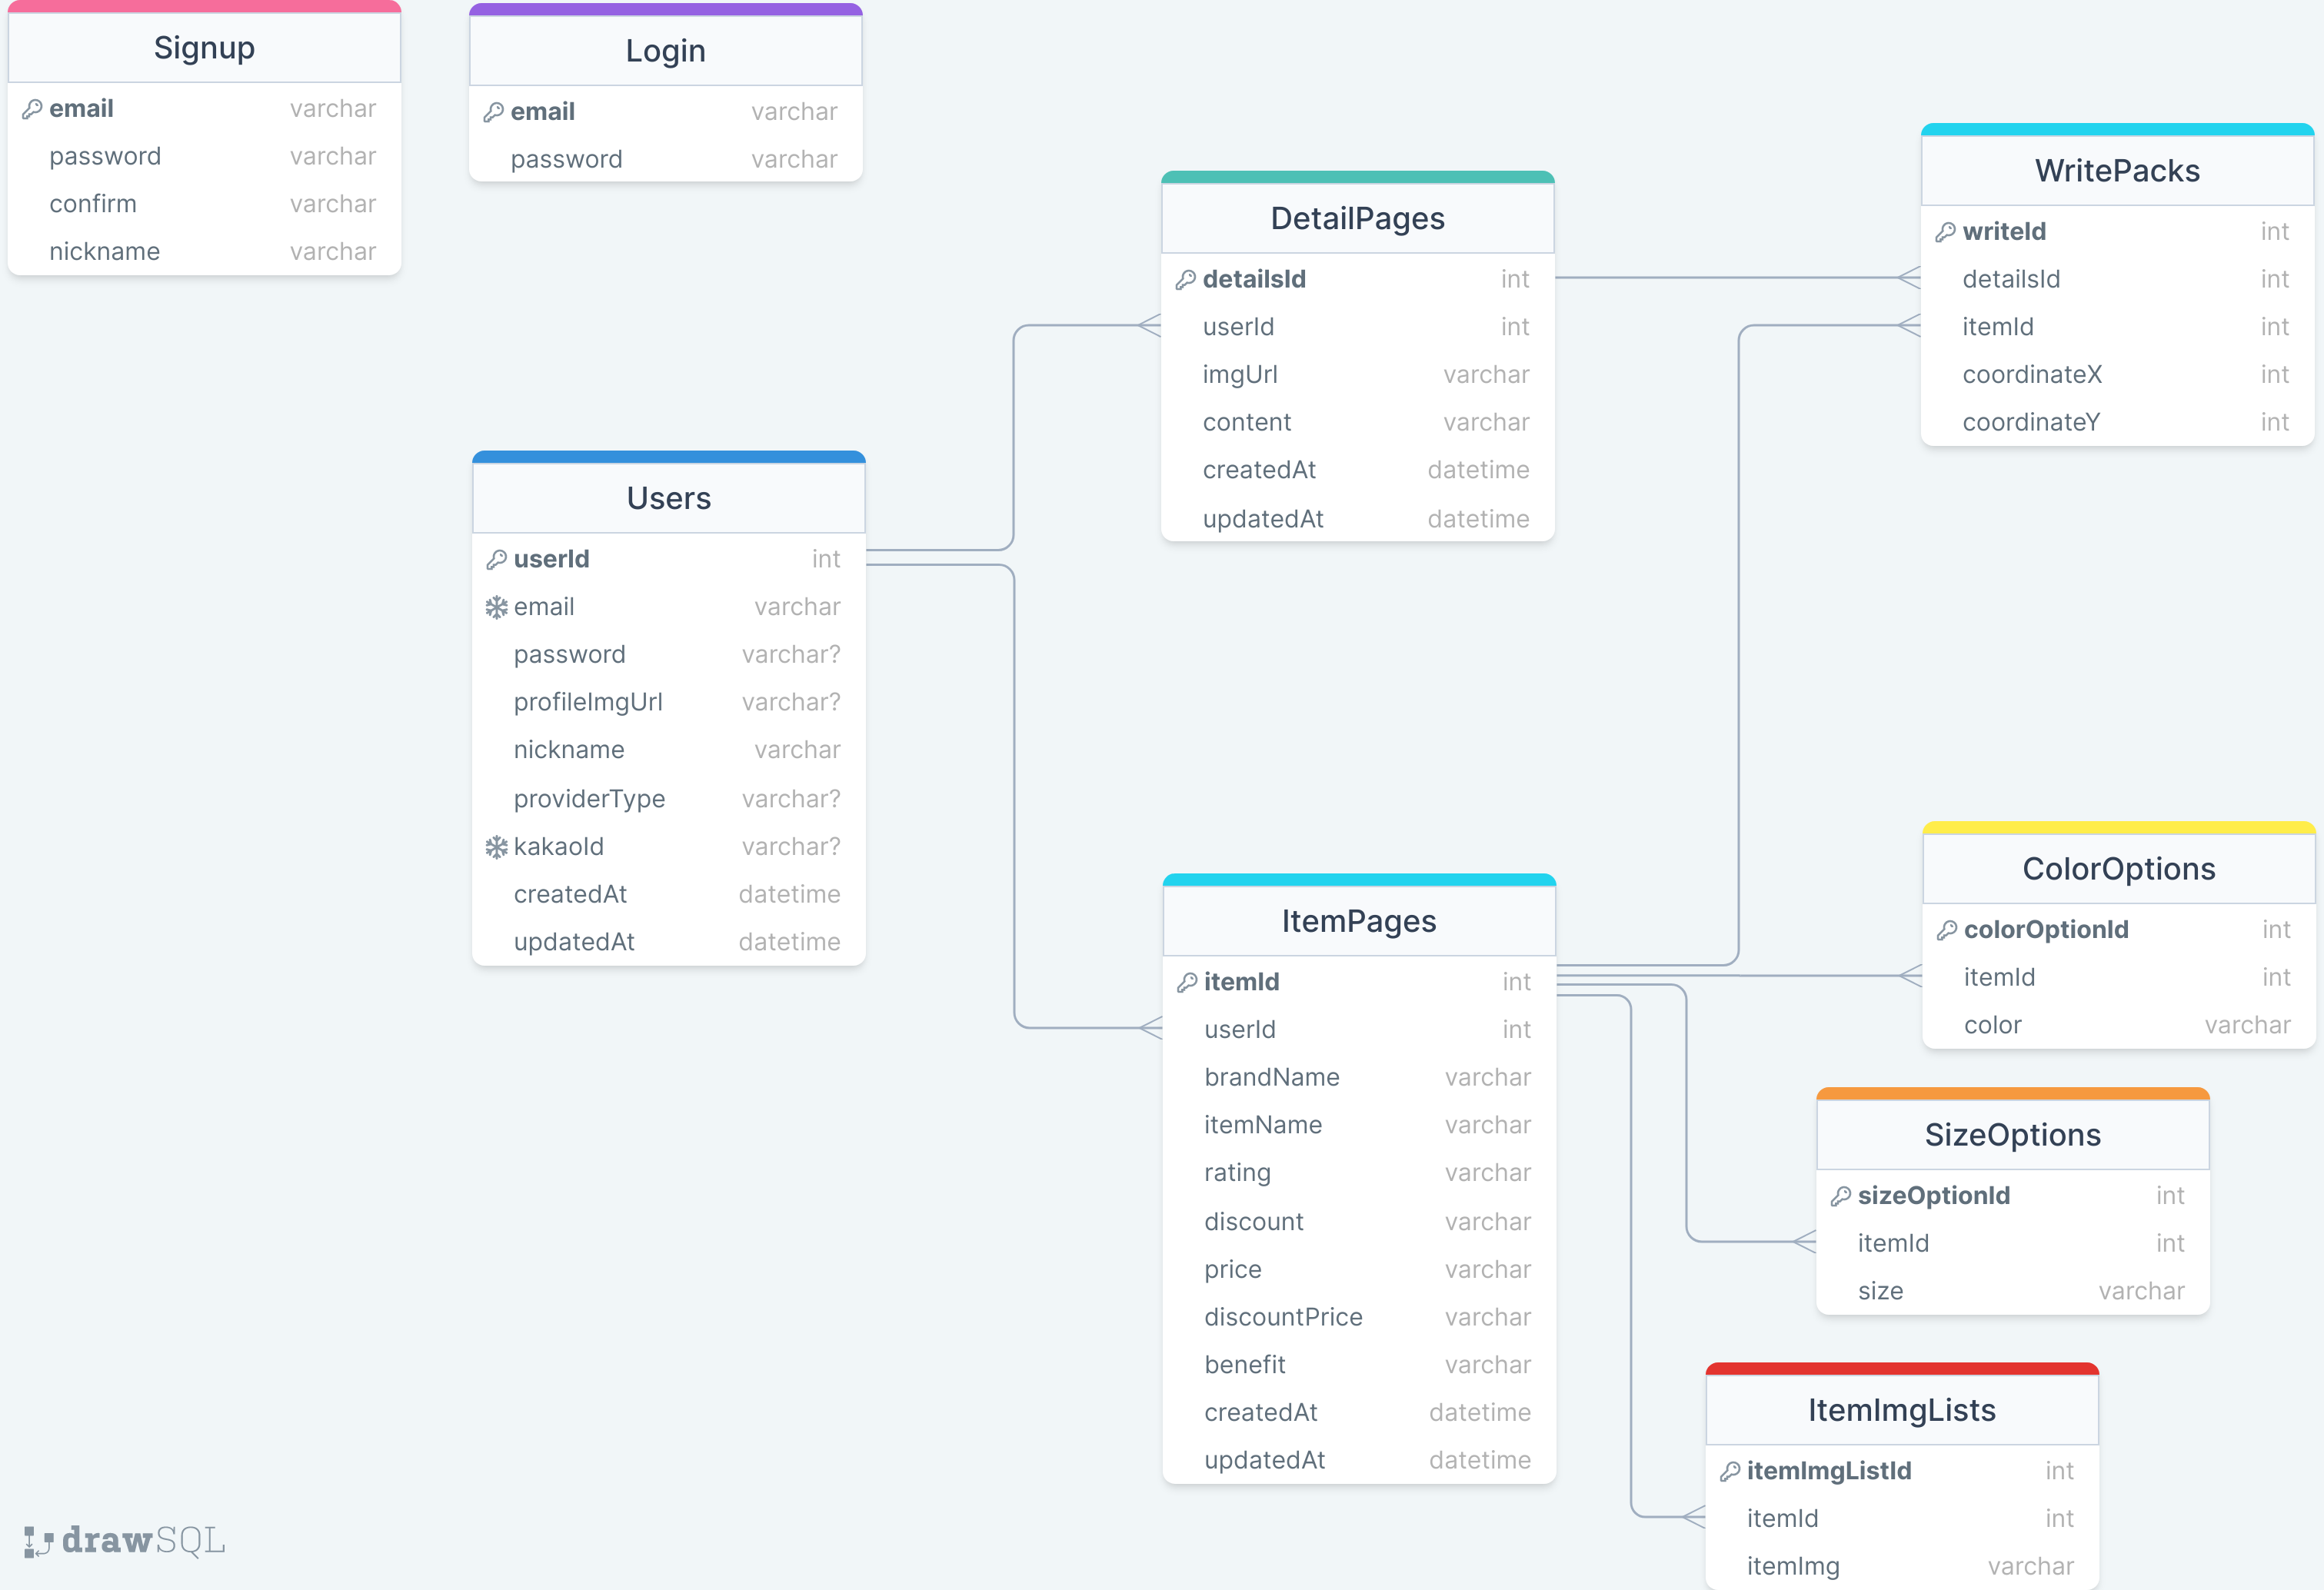 Signup
email varchar
password varchar
confirm varchar
nickname varchar
Login
email varchar
password varchar
Users
userId int
email varchar
password varchar?
profileImgUrl varchar?
nickname varchar
providerType varchar?
kakaoId varchar?
createdAt datetime
updatedAt datetime
DetailPages
detailsId int
userId int
imgUrl varchar
content varchar
createdAt datetime
updatedAt datetime
ItemPages
itemId int
userId int
brandName varchar
itemName varchar
rating varchar
discount varchar
price varchar
discountPrice varchar
benefit varchar
createdAt datetime
updatedAt datetime
WritePacks
writeId int
detailsId int
itemId int
coordinateX int
coordinateY int
ColorOptions
colorOptionId int
itemId int
color varchar
SizeOptions
sizeOptionId int
itemId int
size varchar
ItemImgLists
itemImgListId int
itemId int
itemImg varchar
drawSQL